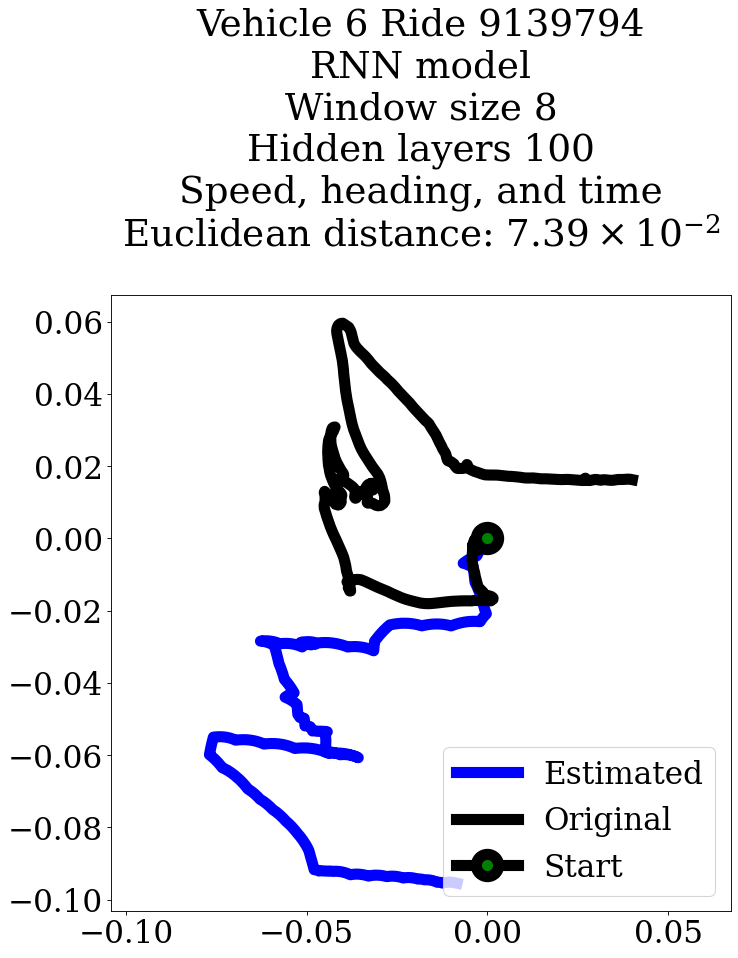 Vehicle 6 Ride 9139794
RNN model
Window size 8
Hidden layers 100
Speed, heading, and time
Euclidean distance: 7.39 × 10⁻²
0.06
0.04
0.02
0.00
−0.02
−0.04
−0.06
−0.08
−0.10
Estimated
Original
Start
−0.10 −0.05 0.00 0.05